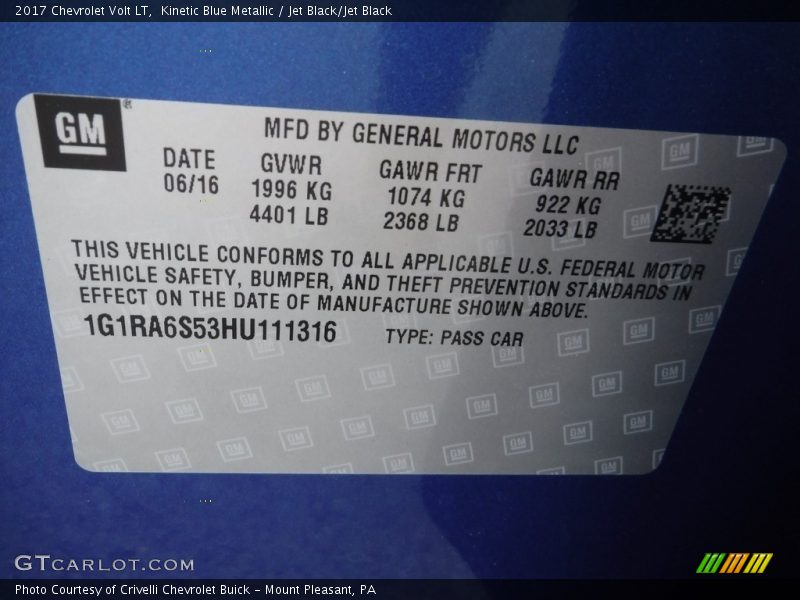 2017 Chevrolet Volt LT,  Kinetic Blue Metallic / Jet Black/Jet Black
GM
MFD BY GENERAL MOTORS LLC
DATE GVWR GAWR FRT GAWR RR
06/16 1996 KG 1074 KG 922 KG
4401 LB 2368 LB 2033 LB
THIS VEHICLE CONFORMS TO ALL APPLICABLE U.S. FEDERAL MOTOR
VEHICLE SAFETY, BUMPER, AND THEFT PREVENTION STANDARDS IN
EFFECT ON THE DATE OF MANUFACTURE SHOWN ABOVE.
1G1RA6S53HU111316 TYPE: PASS CAR
GTCARLOT.COM
Photo Courtesy of Crivelli Chevrolet Buick - Mount Pleasant, PA